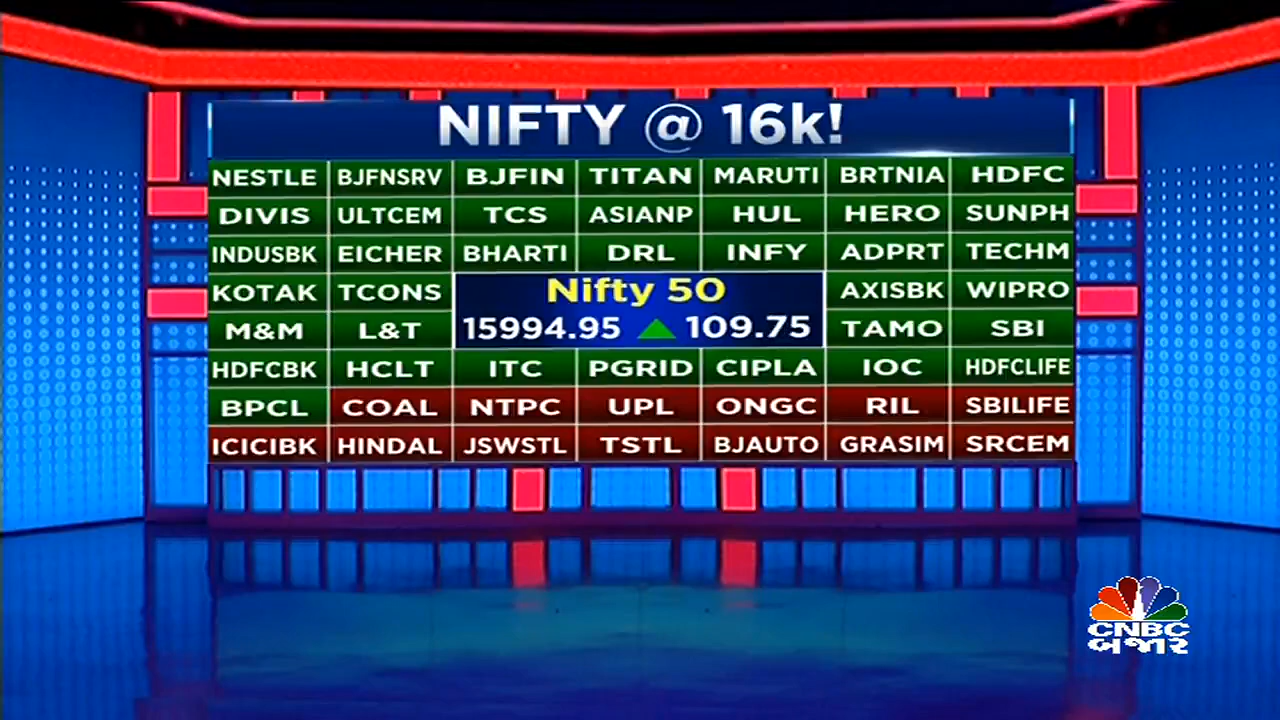 NIFTY @ 16k!
NESTLE BJFNSRV BJFIN TITAN MARUTI BRTNIA HDFC
DIVIS ULTCEM TCS ASIANP HUL HERO SUNPH
INDUSBK EICHER BHARTI DRL INFY ADPRT TECHM
KOTAK TCONS Nifty 50 AXISBK WIPRO
M&M L&T 15994.95 109.75 TAMO SBI
HDFCBK HCLT ITC PGRID CIPLA IOC HDFCLIFE
BPCL COAL NTPC UPL ONGC RIL SBILIFE
ICICIBK HINDAL JSWSTL TSTL BJAUTO GRASIM SRCEM
CNBC
બજાર